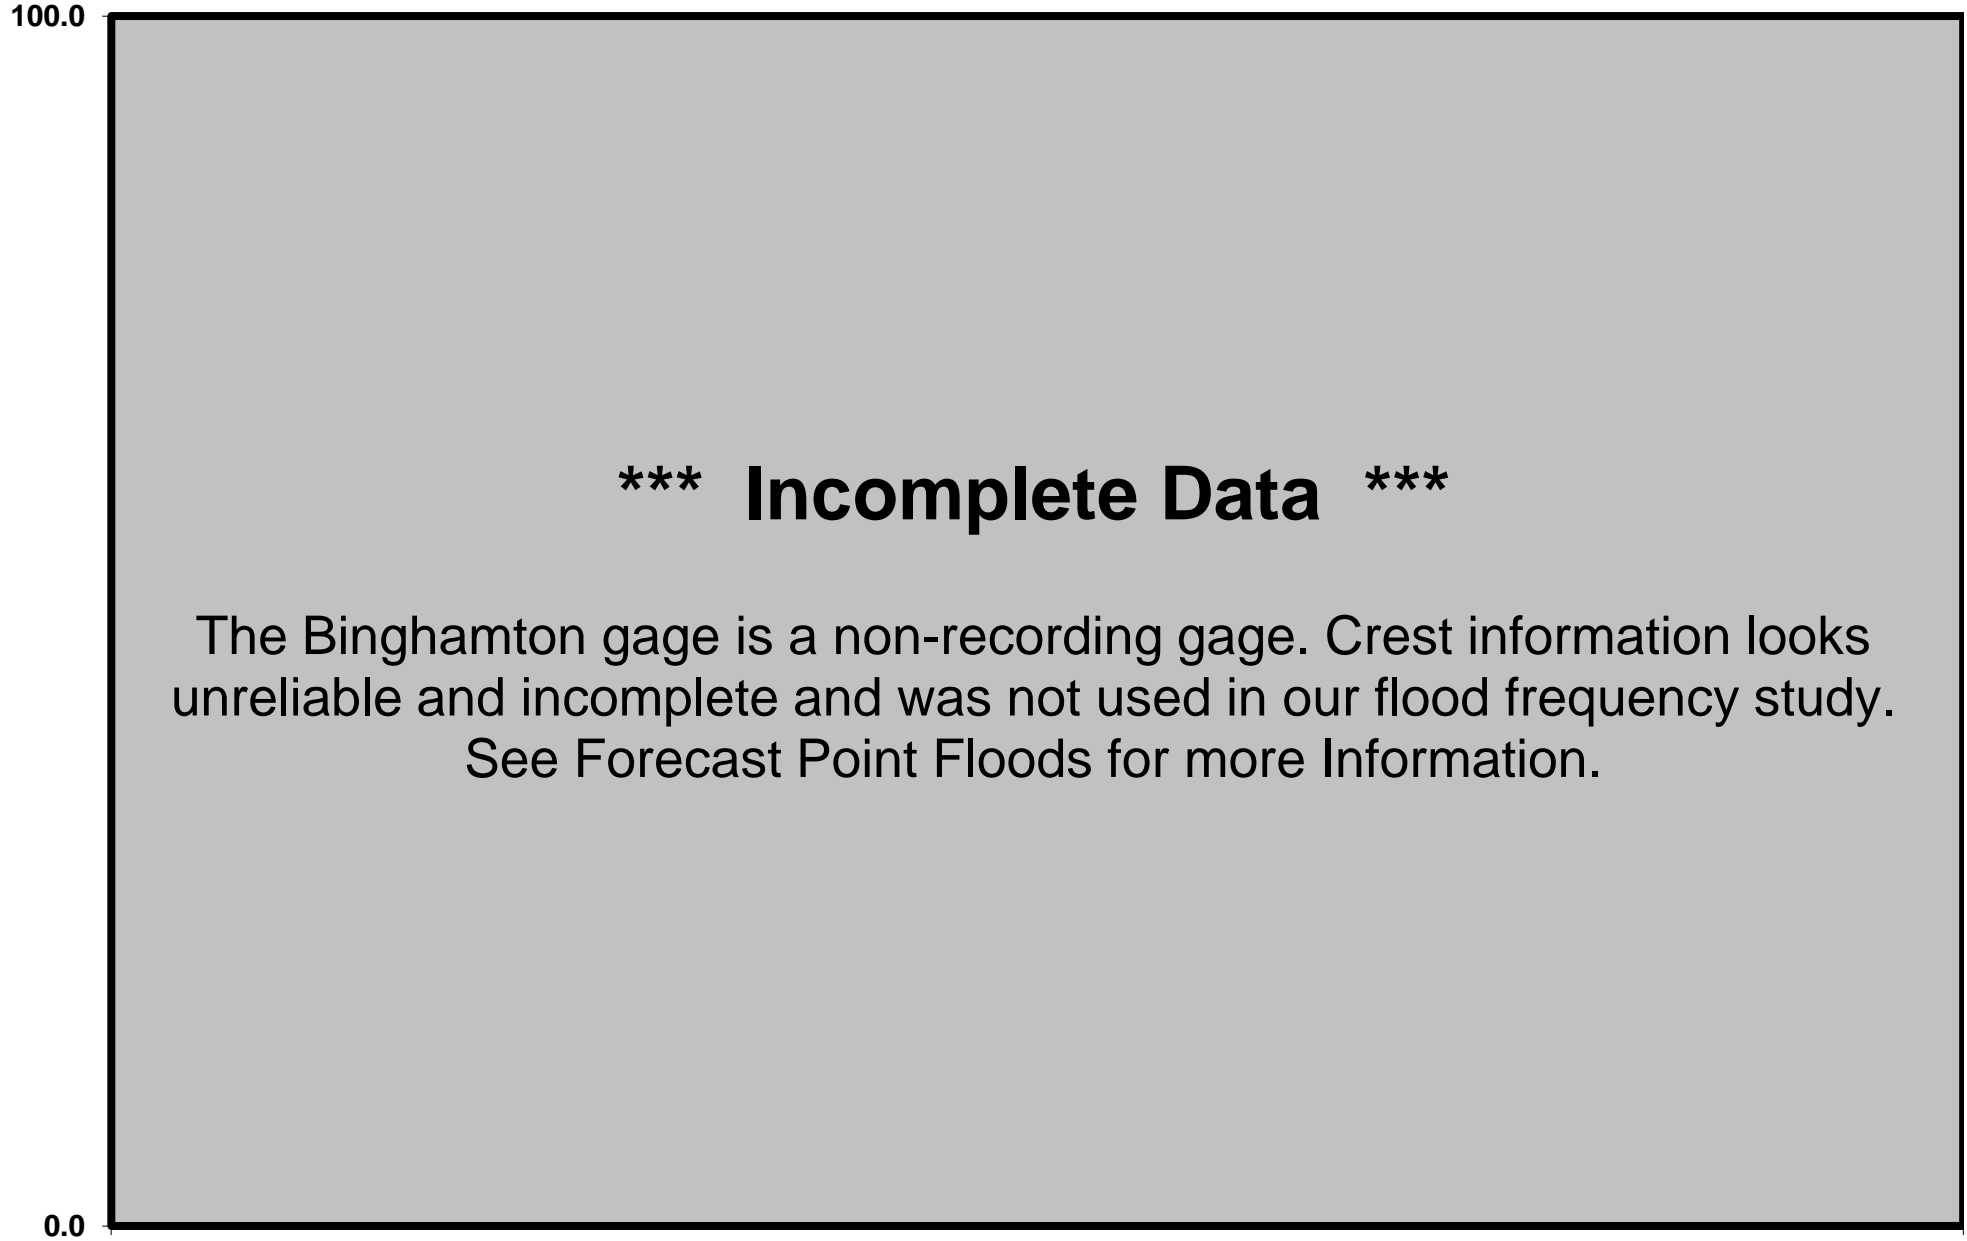 100.0
*** Incomplete Data ***
The Binghamton gage is a non-recording gage. Crest information looks
unreliable and incomplete and was not used in our flood frequency study.
See Forecast Point Floods for more Information.
0.0